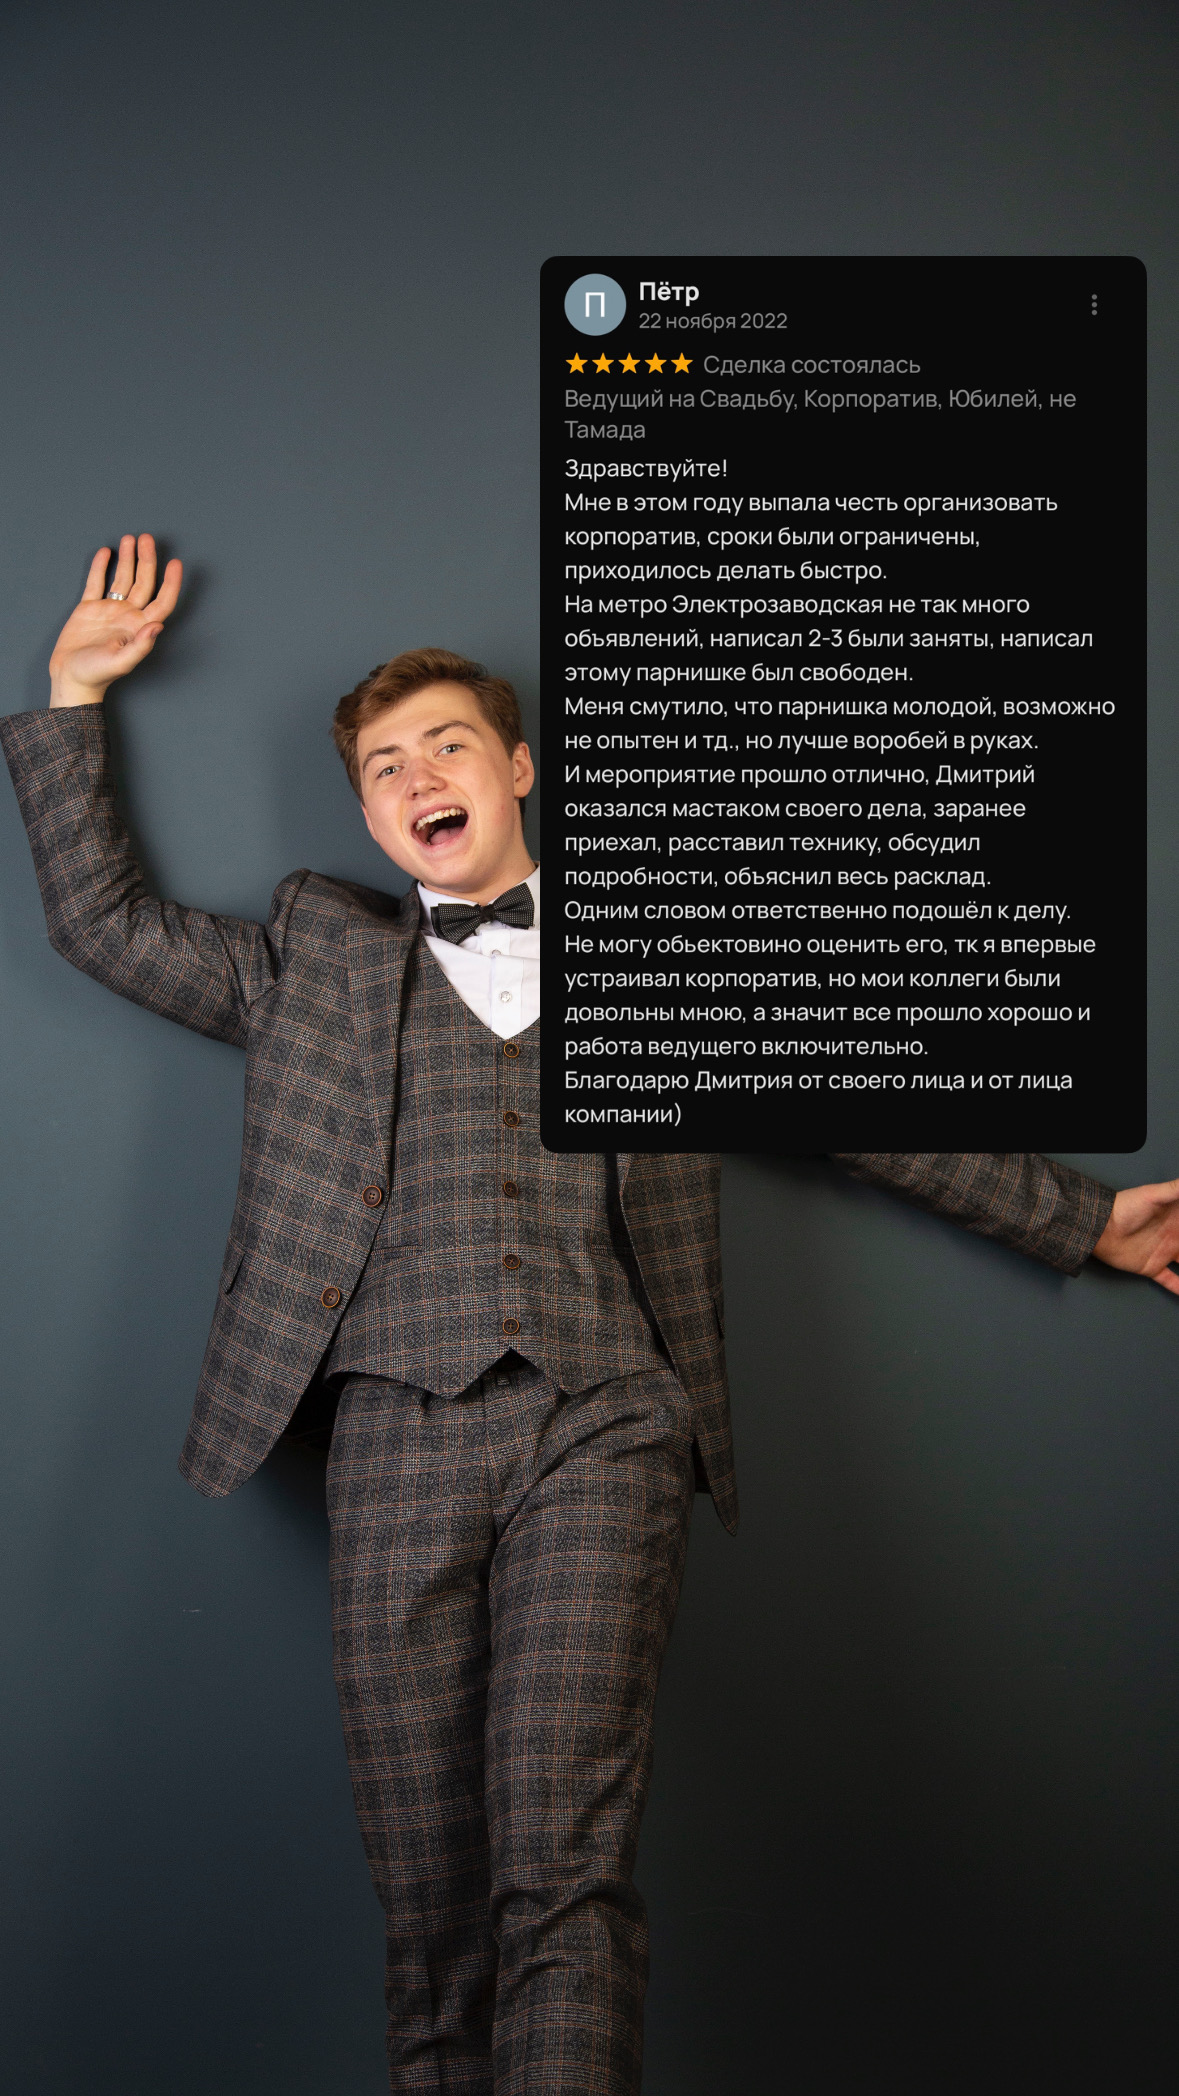 П
Пётр
22 ноября 2022
Сделка состоялась
Ведущий на Свадьбу, Корпоратив, Юбилей, не
Тамада
Здравствуйте!
Мне в этом году выпала честь организовать
корпоратив, сроки были ограничены,
приходилось делать быстро.
На метро Электрозаводская не так много
объявлений, написал 2-3 были заняты, написал
этому парнишке был свободен.
Меня смутило, что парнишка молодой, возможно
не опытен и тд., но лучше воробей в руках.
И мероприятие прошло отлично, Дмитрий
оказался мастаком своего дела, заранее
приехал, расставил технику, обсудил
подробности, объяснил весь расклад.
Одним словом ответственно подошёл к делу.
Не могу обьектовино оценить его, тк я впервые
устраивал корпоратив, но мои коллеги были
довольны мною, а значит все прошло хорошо и
работа ведущего включительно.
Благодарю Дмитрия от своего лица и от лица
компании)